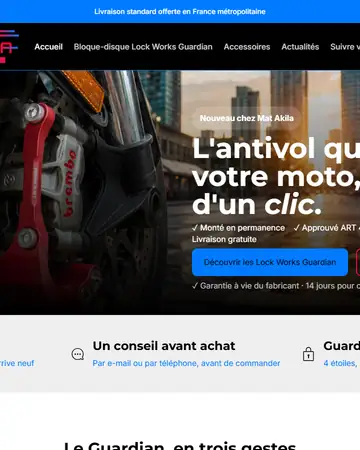 Livraison standard offerte en France métropolitaine
Accueil Bloque-disque Lock Works Guardian Accessoires Actualités Suivre
Nouveau chez Mat Akila
L'antivol
votre moto,
d'un clic.
✓ Monté en permanence ✓ Approuvé ART
Livraison gratuite
Découvrir les Lock Works Guardian
✓ Garantie à vie du fabricant · 14 jours pour
brembo
Un conseil avant achat
Par e-mail ou par téléphone, avant de commander
neuf
4 étoiles,
Le Guardian, en trois gestes